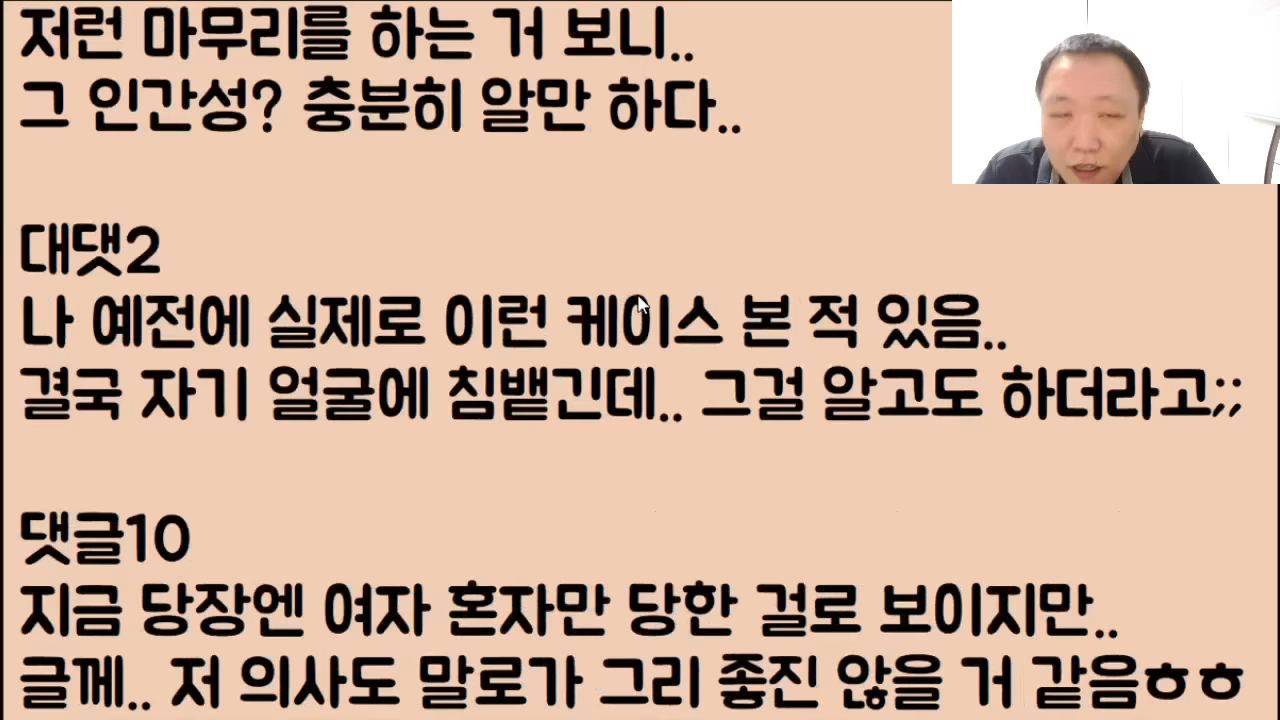 저런 마무리를 하는 거 보니..
그 인간성? 충분히 알만 하다..
대댓2
나 예전에 실제로 이런 케이스 본 적 있음..
결국 자기 얼굴에 침뱉긴데.. 그걸 알고도 하더라고;;
댓글10
지금 당장엔 여자 혼자만 당한 걸로 보이지만..
글께.. 저 의사도 말로가 그리 좋진 않을 거 같음ㅎㅎ